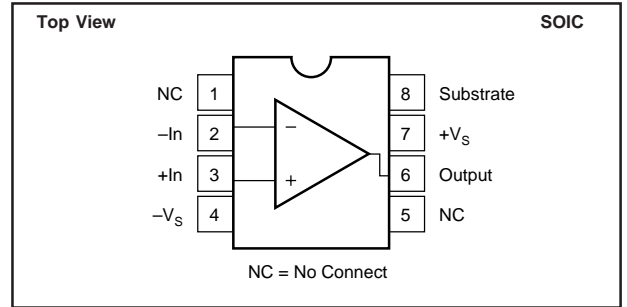 Top View SOIC
NC 1 8 Substrate
–In 2 – 7 +VS
+In 3 + 6 Output
–VS 4 5 NC
NC = No Connect